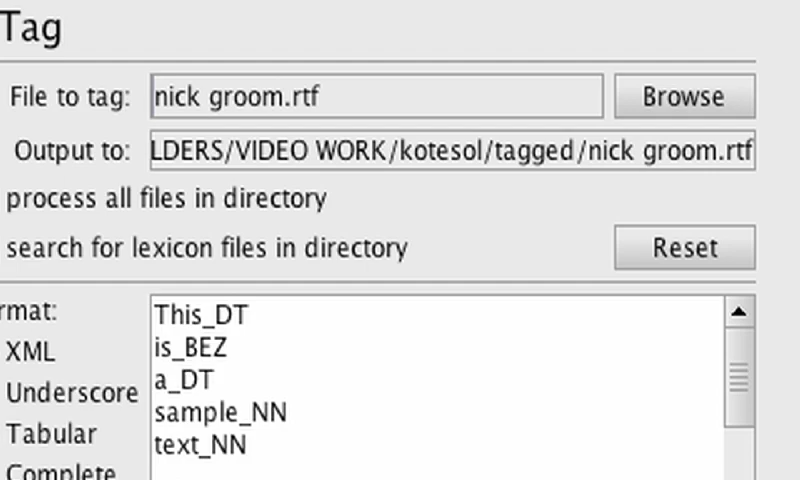 Tag
File to tag: nick groom.rtf Browse
Output to: LDERS/VIDEO WORK/kotesol/tagged/nick groom.rtf
process all files in directory
search for lexicon files in directory Reset
rmat:
This_DT
XML
is_BEZ
a_DT
Underscore
sample_NN
Tabular
text_NN
Complete